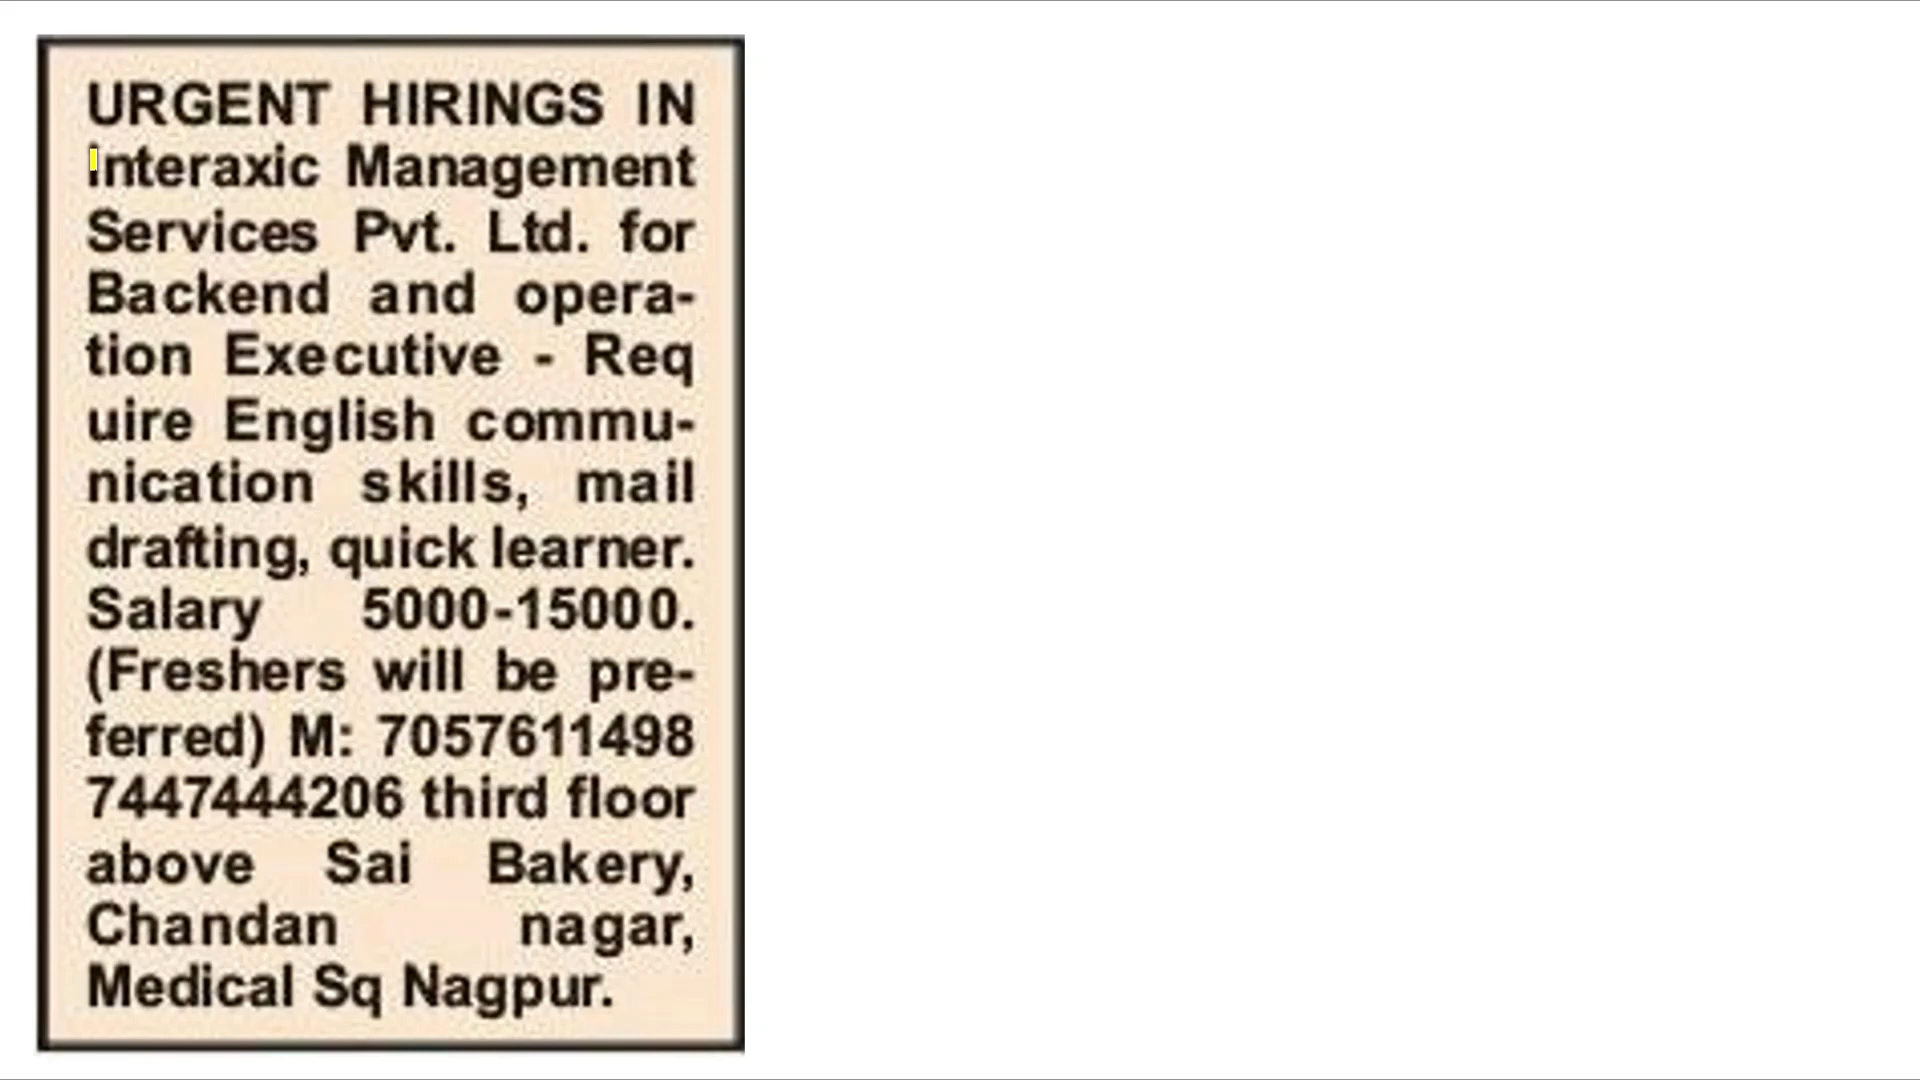 URGENT HIRINGS IN
Interaxic Management
Services Pvt. Ltd. for
Backend and opera-
tion Executive - Req
uire English commu-
nication skills, mail
drafting, quick learner.
Salary 5000-15000.
(Freshers will be pre-
ferred) M: 7057611498
7447444206 third floor
above Sai Bakery,
Chandan nagar,
Medical Sq Nagpur.